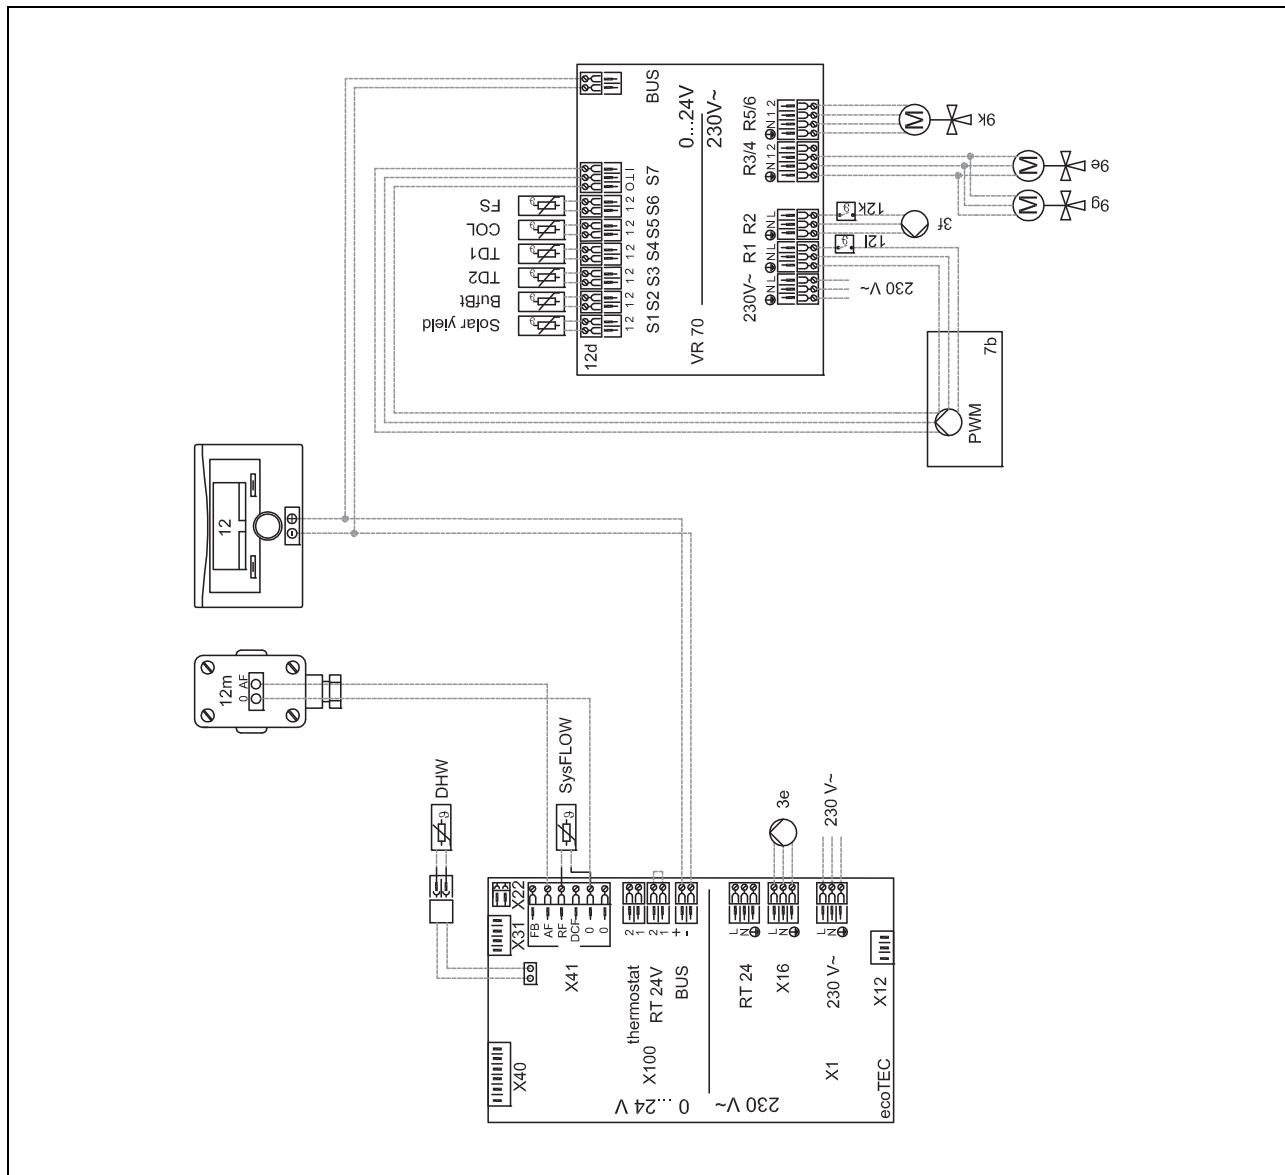 BUS
0...24V
230V~
R5/6
N 1 2
9k
R3/4
N 1 2
9e
9g
S7
O T I
FS
1 2
S6
COL
1 2
S5
TD1
1 2
S4
TD2
1 2
S3
BufBt
1 2
S2
Solar yield
1 2
S1
12d
VR 70
R2
N L
12k
3f
R1
N L
12l
230V~
N L
230 V~
7b
PWM
M
M
M
12
12m
0 AF
DHW
SysFLOW
3e
230 V~
X22
X31
X40
FB
AF
RF
DCF
0
0
X41
2
1
thermostat
2
1
RT 24V
X100
+
-
BUS
L
N
RT 24
L
N
X16
L
N
230 V~
X1
X12
ecoTEC
0...24 V
230 V~